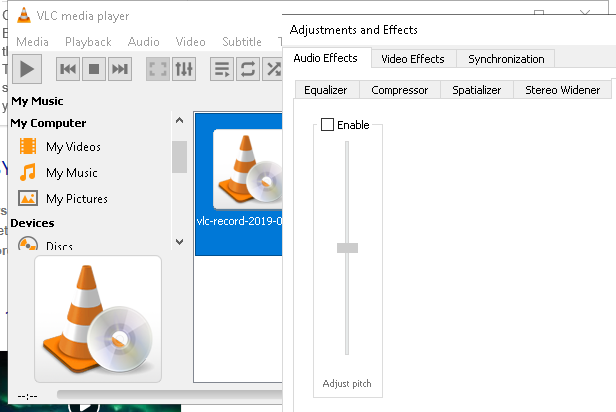 VLC media player
Media Playback Audio Video Subtitle T
My Music
My Computer
My Videos
My Music
My Pictures
Devices
Discs
vlc-record-2019-0
--:--
Adjustments and Effects
Audio Effects Video Effects Synchronization
Equalizer Compressor Spatializer Stereo Widener
Enable
Adjust pitch